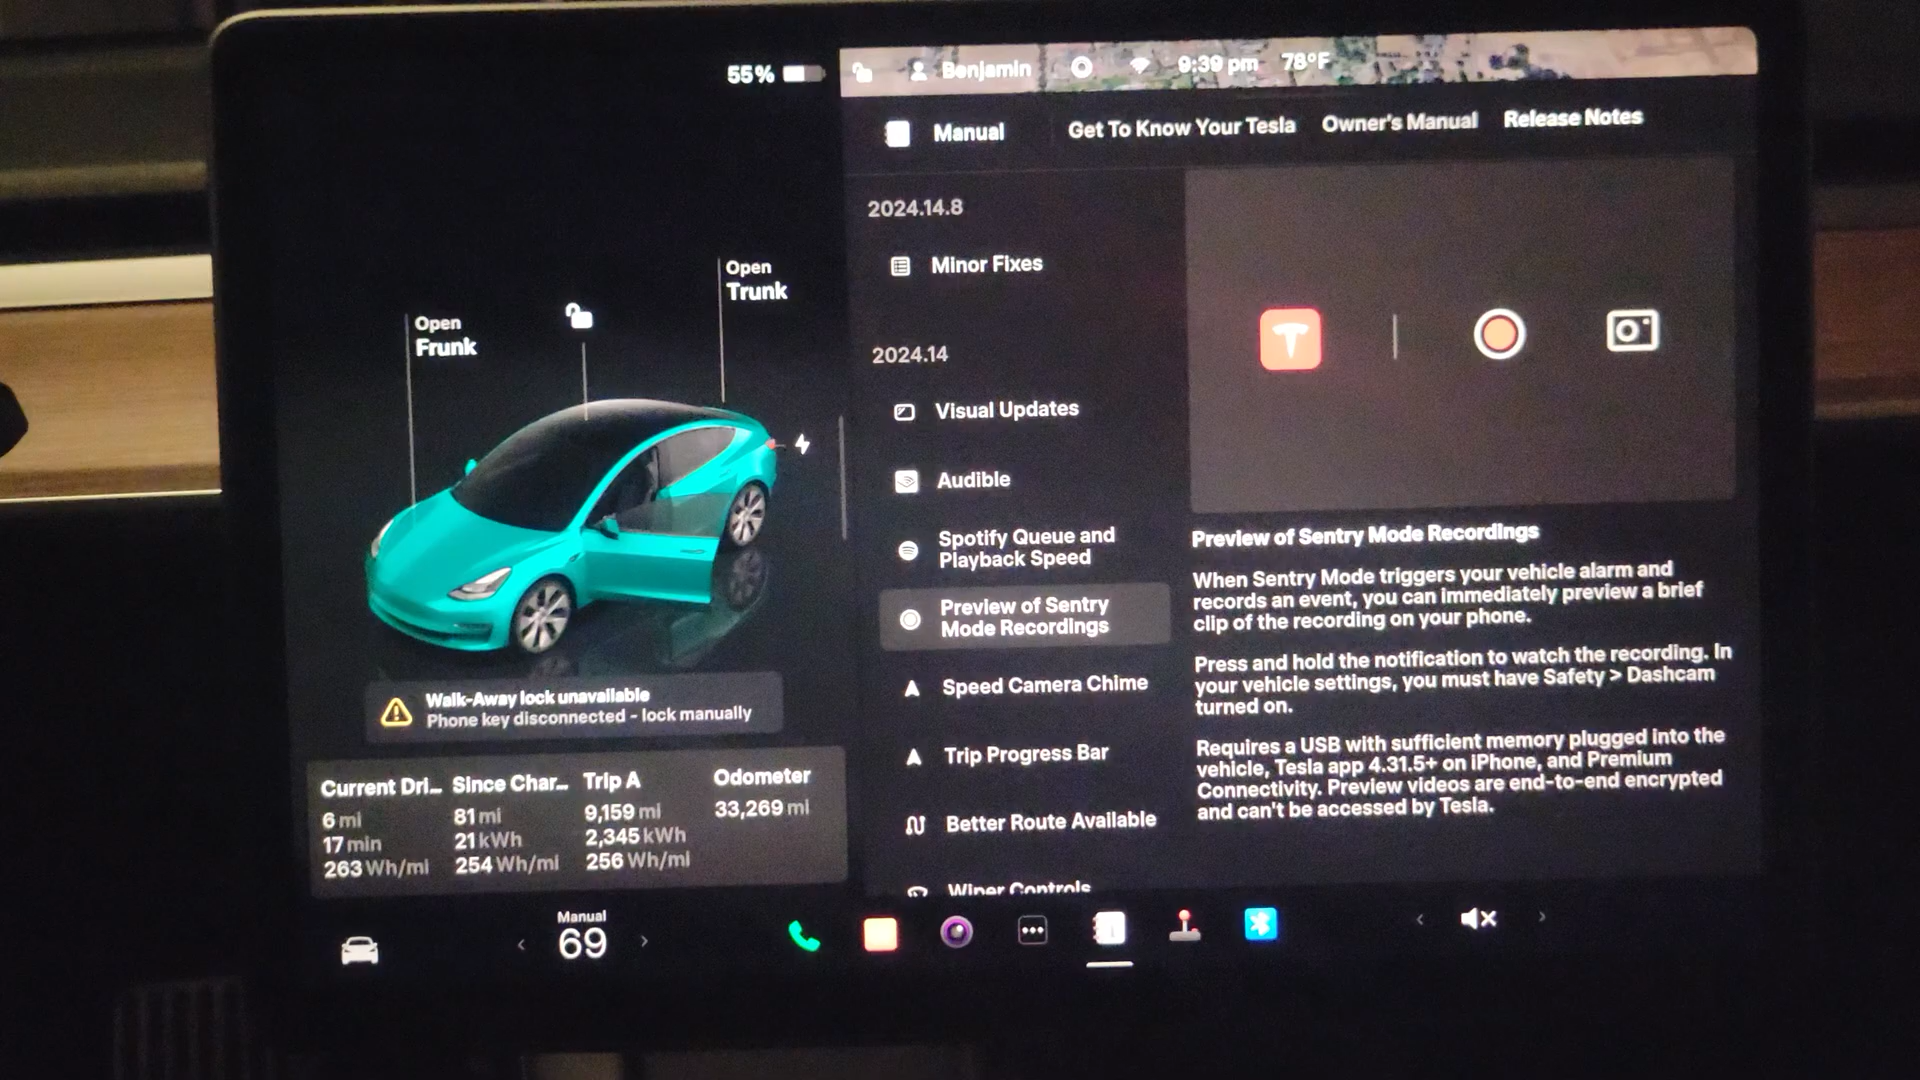 55%
Benjamin
9:39 pm
78°F
Manual
Get To Know Your Tesla
Owner's Manual
Release Notes
Open
Frunk
Open
Trunk
Walk-Away lock unavailable
Phone key disconnected - lock manually
Current Dri...
6 mi
17 min
263 Wh/mi
Since Char...
81 mi
21 kWh
254 Wh/mi
Trip A
9,159 mi
2,345 kWh
256 Wh/mi
Odometer
33,269 mi
2024.14.8
Minor Fixes
2024.14
Visual Updates
Audible
Spotify Queue and
Playback Speed
Preview of Sentry
Mode Recordings
Speed Camera Chime
Trip Progress Bar
Better Route Available
Wiper Controls
Preview of Sentry Mode Recordings
When Sentry Mode triggers your vehicle alarm and
records an event, you can immediately preview a brief
clip of the recording on your phone.
Press and hold the notification to watch the recording. In
your vehicle settings, you must have Safety > Dashcam
turned on.
Requires a USB with sufficient memory plugged into the
vehicle, Tesla app 4.31.5+ on iPhone, and Premium
Connectivity. Preview videos are end-to-end encrypted
and can't be accessed by Tesla.
Manual
69